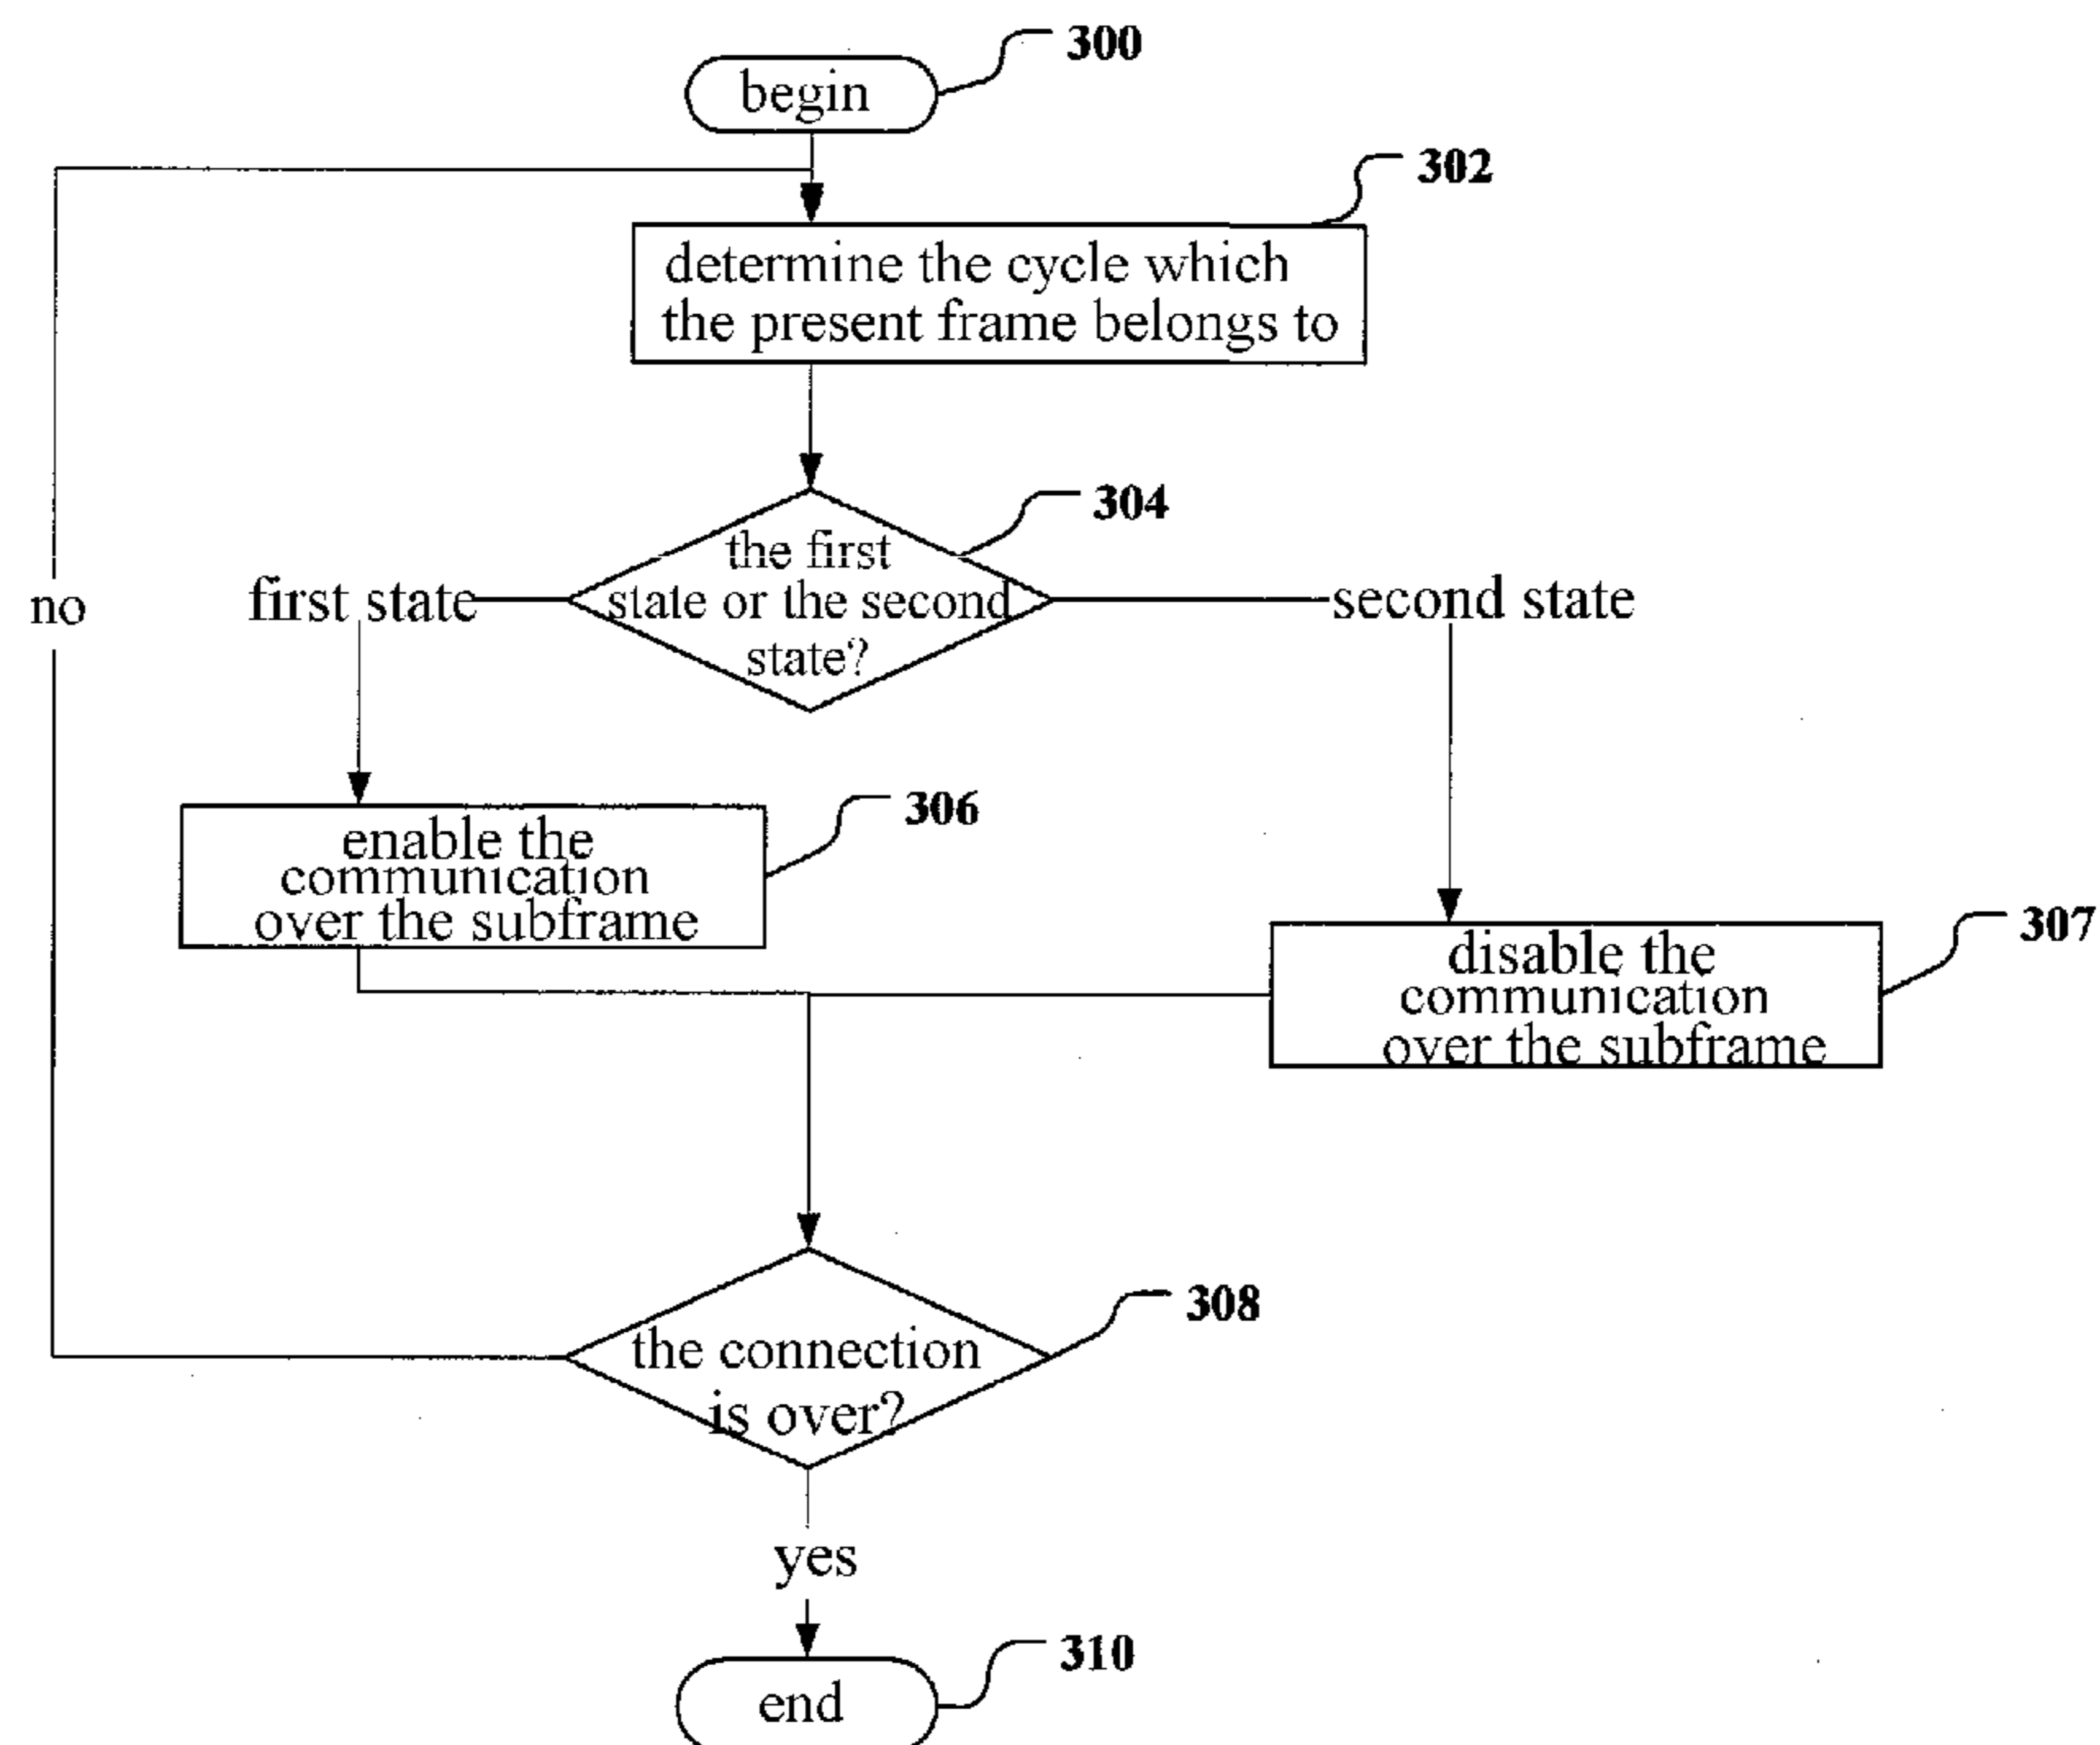 300
begin
302
determine the cycle which
the present frame belongs to
304
the first
state or the second
state?
no
first state
second state
306
enable the
communication
over the subframe
307
disable the
communication
over the subframe
308
the connection
is over?
yes
310
end